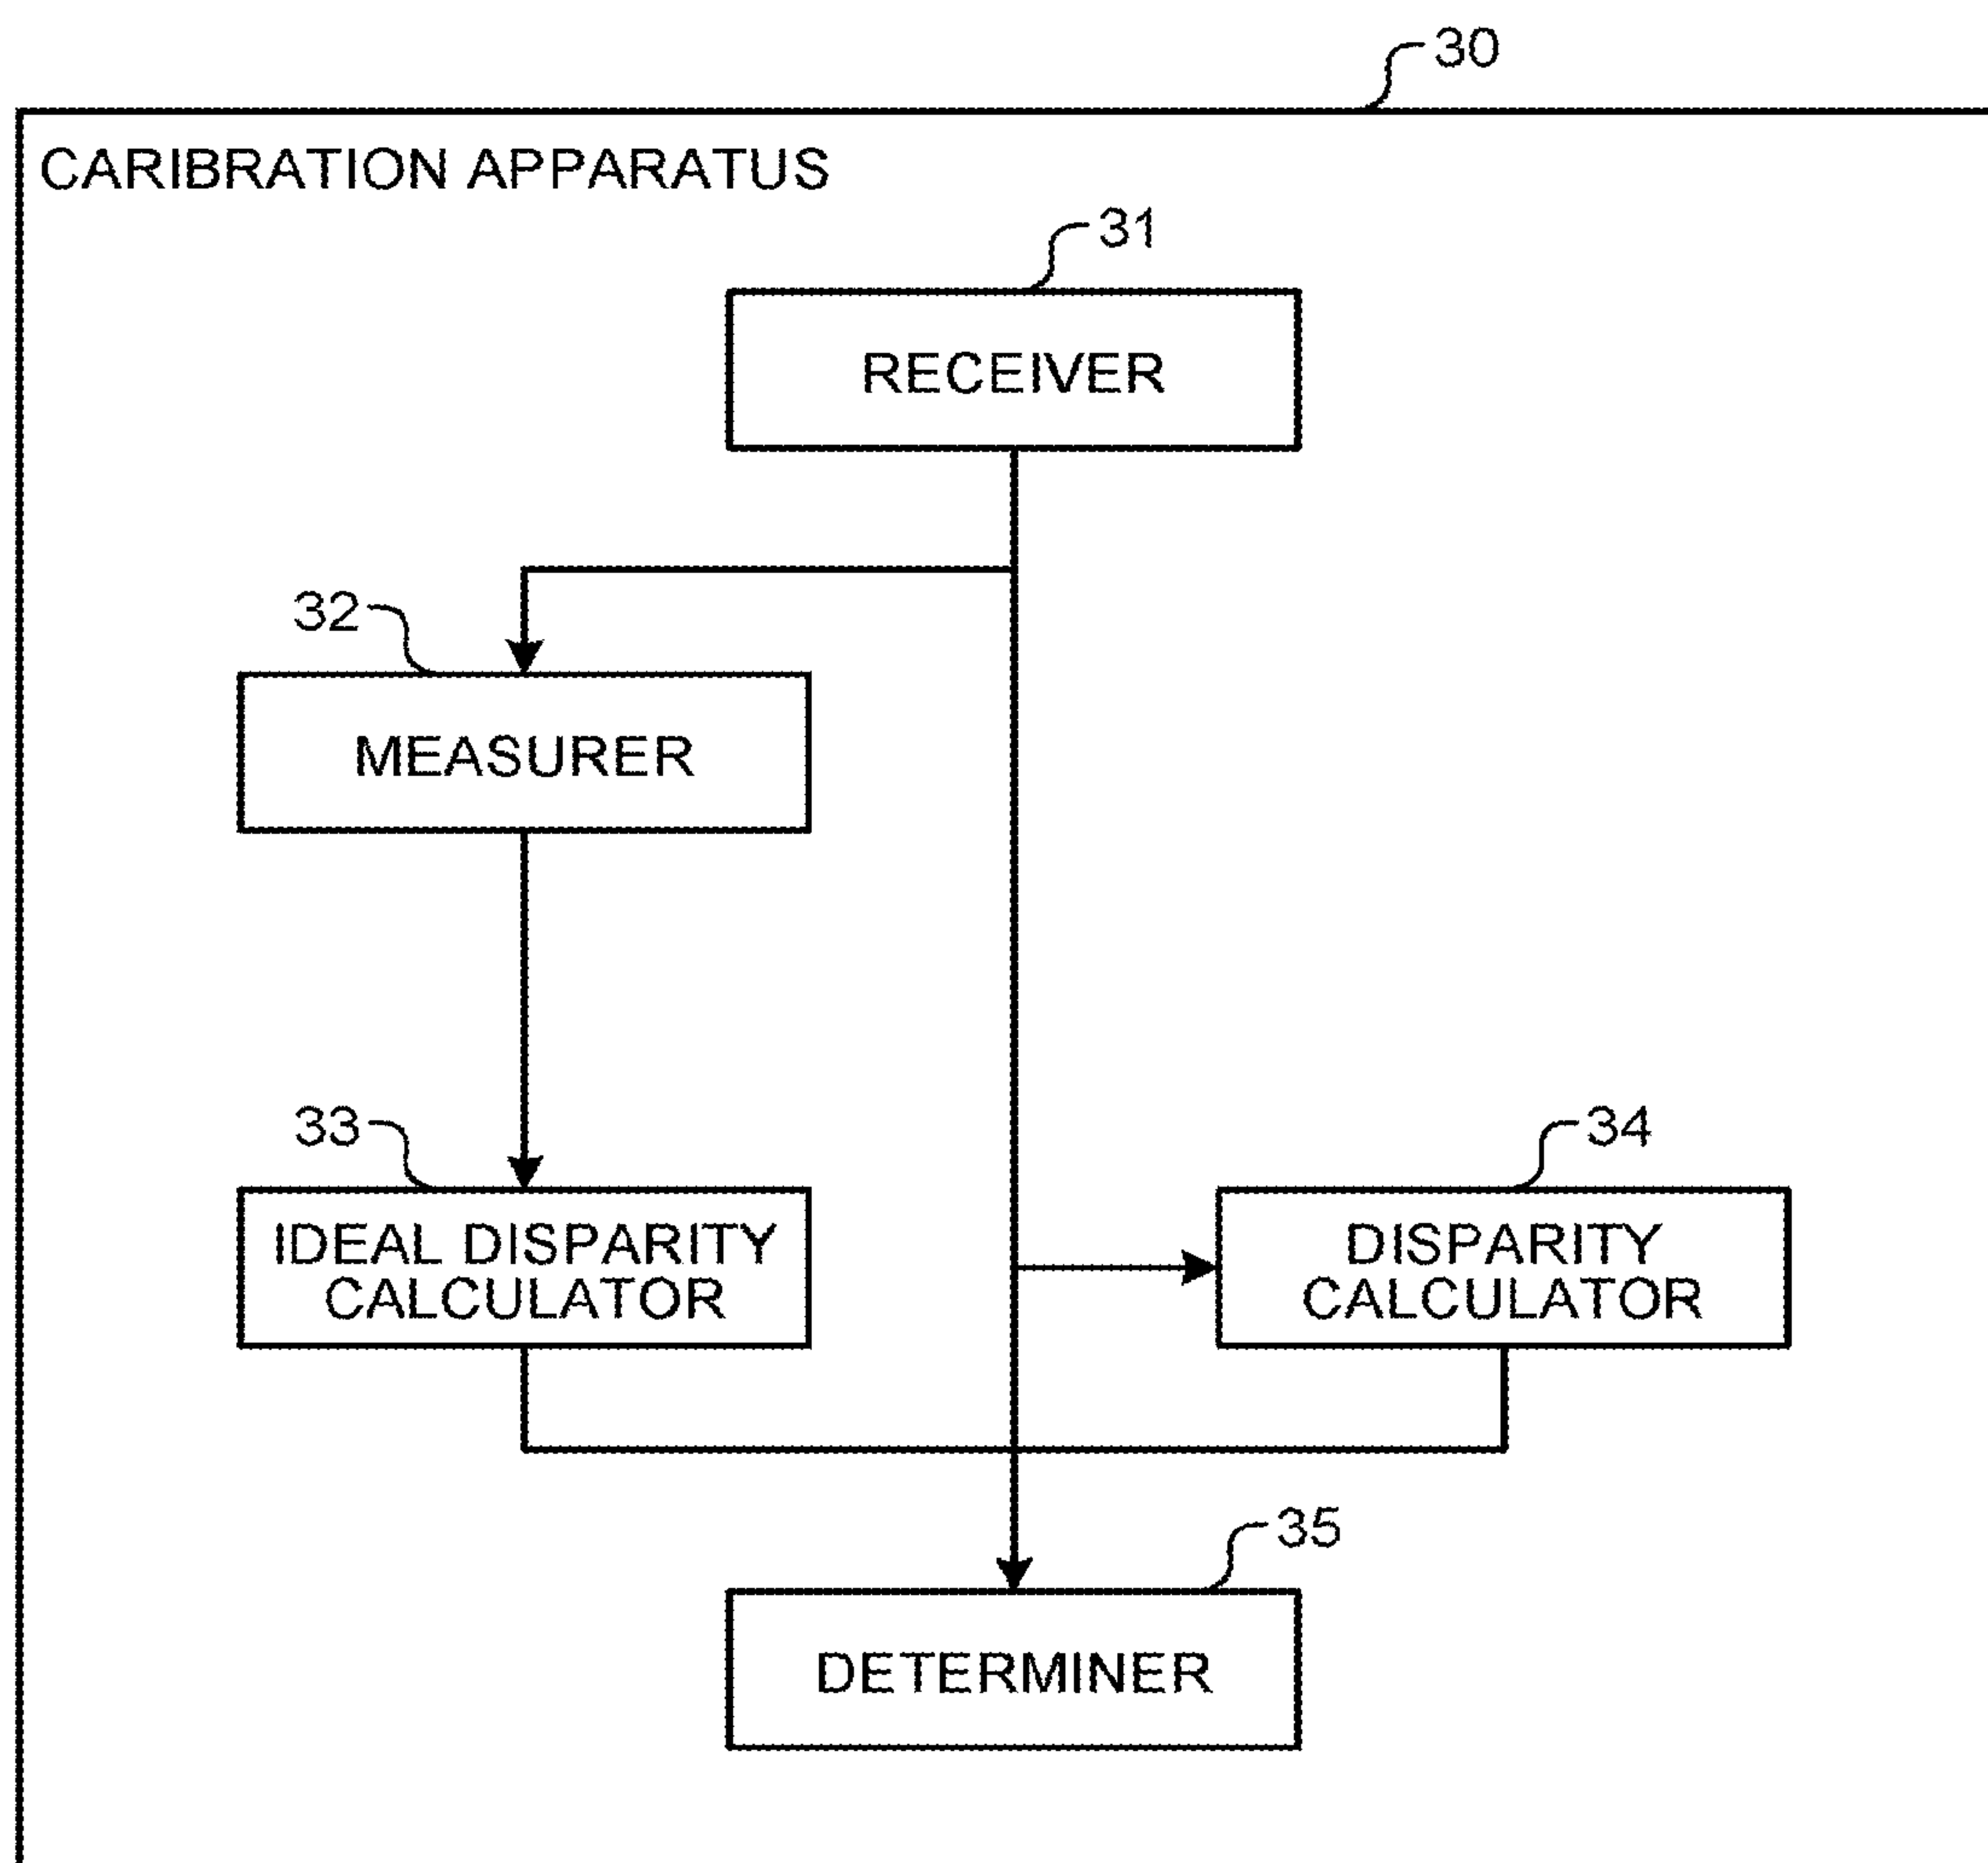 30
CARIBRATION APPARATUS
31
RECEIVER
32
MEASURER
33
IDEAL DISPARITY
CALCULATOR
34
DISPARITY
CALCULATOR
35
DETERMINER